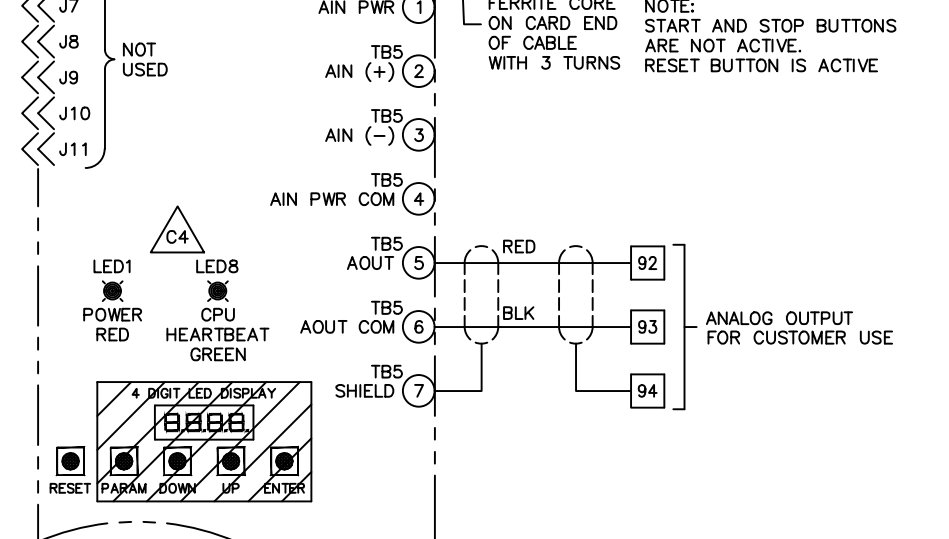 J7
J8
J9
J10
J11
NOT
USED
AIN PWR 1
TB5
AIN (+) 2
TB5
AIN (−) 3
TB5
AIN PWR COM 4
TB5
AOUT 5
TB5
AOUT COM 6
TB5
SHIELD 7
FERRITE CORE
ON CARD END
OF CABLE
WITH 3 TURNS
NOTE:
START AND STOP BUTTONS
ARE NOT ACTIVE.
RESET BUTTON IS ACTIVE
RED
BLK
92
93
94
ANALOG OUTPUT
FOR CUSTOMER USE
C4
LED1
POWER
RED
LED8
CPU
HEARTBEAT
GREEN
4 DIGIT LED DISPLAY
8.8.8.8.
RESET
PARAM
DOWN
UP
ENTER